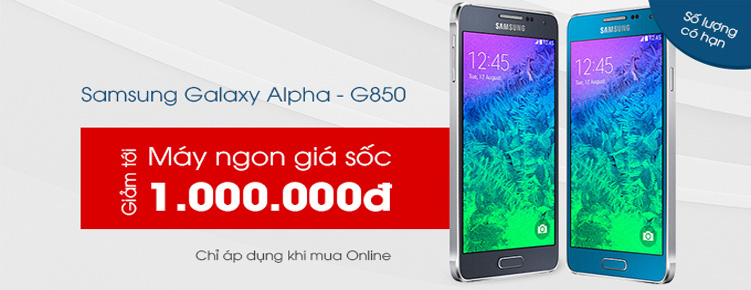 Số lượng
có hạn
Samsung Galaxy Alpha - G850
Giảm tới
Máy ngon giá sốc
1.000.000đ
Chỉ áp dụng khi mua Online
SAMSUNG
12:45
Tue, 12 August
SAMSUNG
12:45
Tue, 12 August